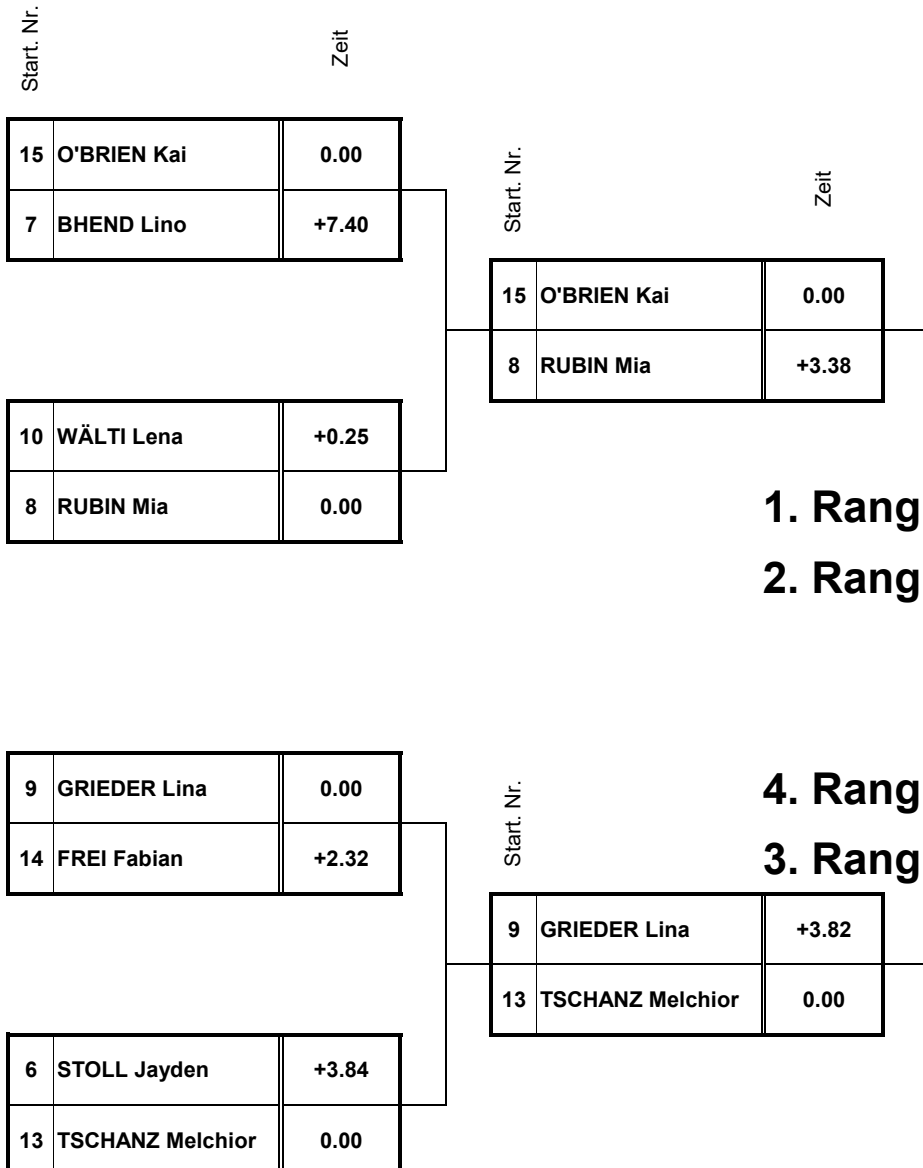 Start. Nr.
Zeit
15 O'BRIEN Kai 0.00
7 BHEND Lino +7.40
10 WÄLTI Lena +0.25
8 RUBIN Mia 0.00
Start. Nr.
Zeit
15 O'BRIEN Kai 0.00
8 RUBIN Mia +3.38
1. Rang
2. Rang
9 GRIEDER Lina 0.00
14 FREI Fabian +2.32
6 STOLL Jayden +3.84
13 TSCHANZ Melchior 0.00
4. Rang
3. Rang
Start. Nr.
9 GRIEDER Lina +3.82
13 TSCHANZ Melchior 0.00